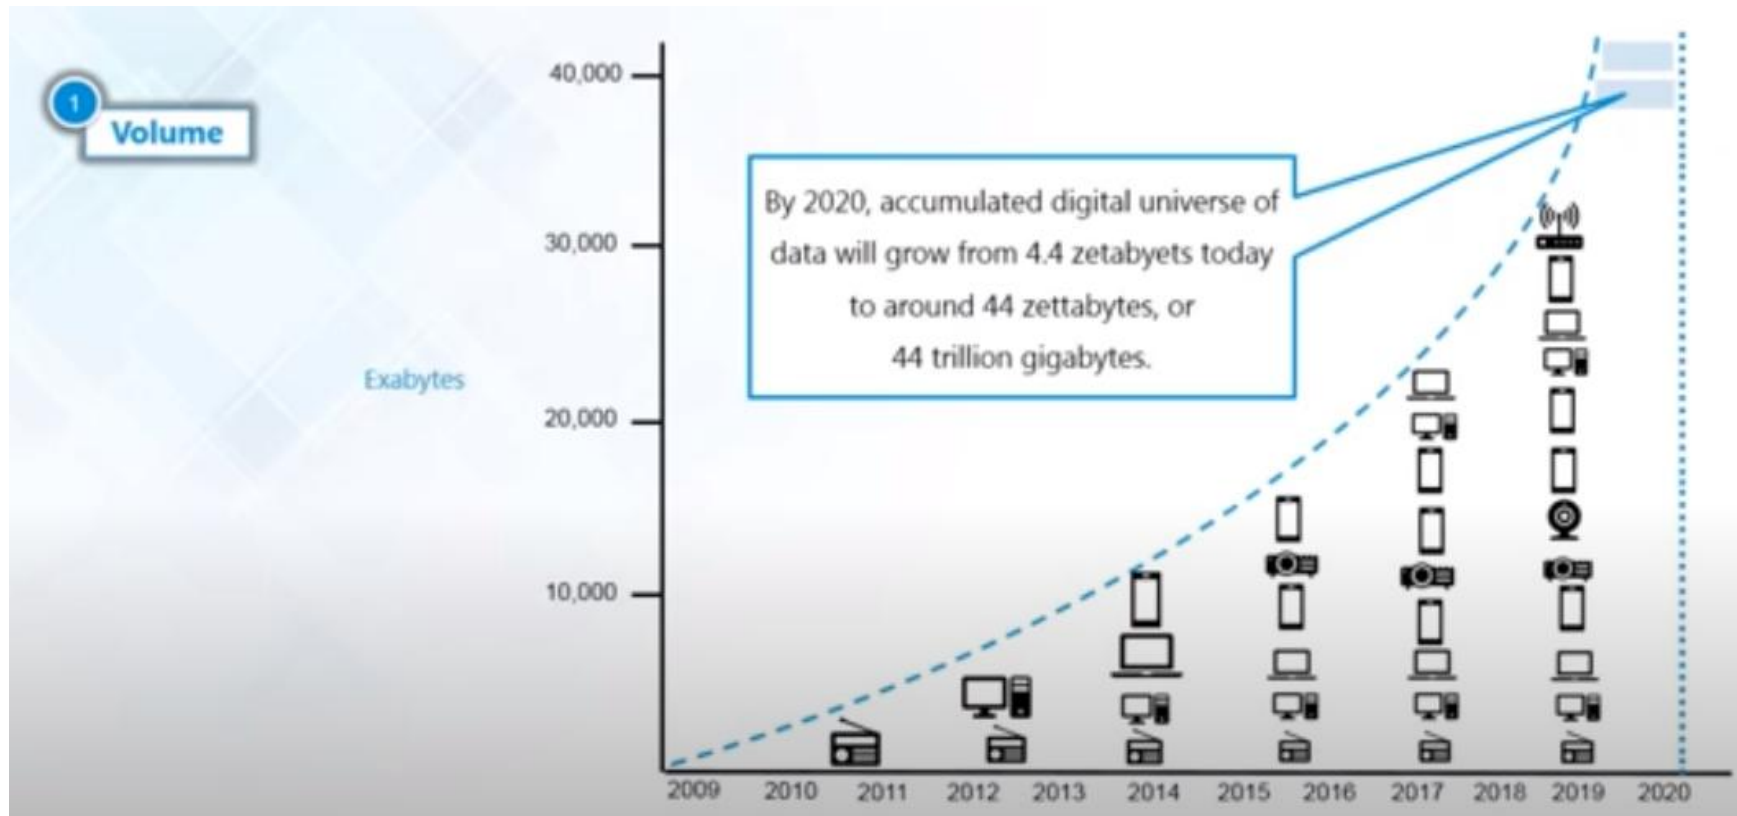 1
Volume
40,000
30,000
20,000
10,000
Exabytes
By 2020, accumulated digital universe of
data will grow from 4.4 zetabyets today
to around 44 zettabytes, or
44 trillion gigabytes.
2009 2010 2011 2012 2013 2014 2015 2016 2017 2018 2019 2020